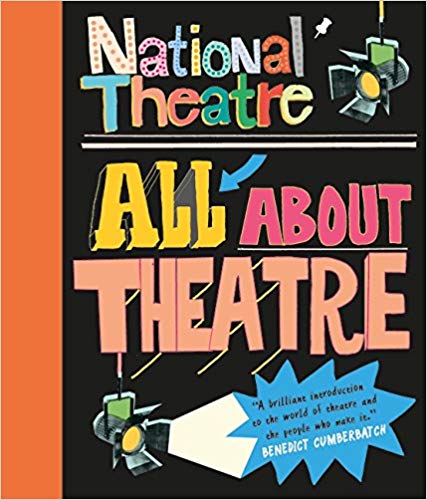 National
Theatre
ALL ABOUT
THEATRE
"A brilliant introduction
to the world of theatre and
the people who make it."
BENEDICT CUMBERBATCH